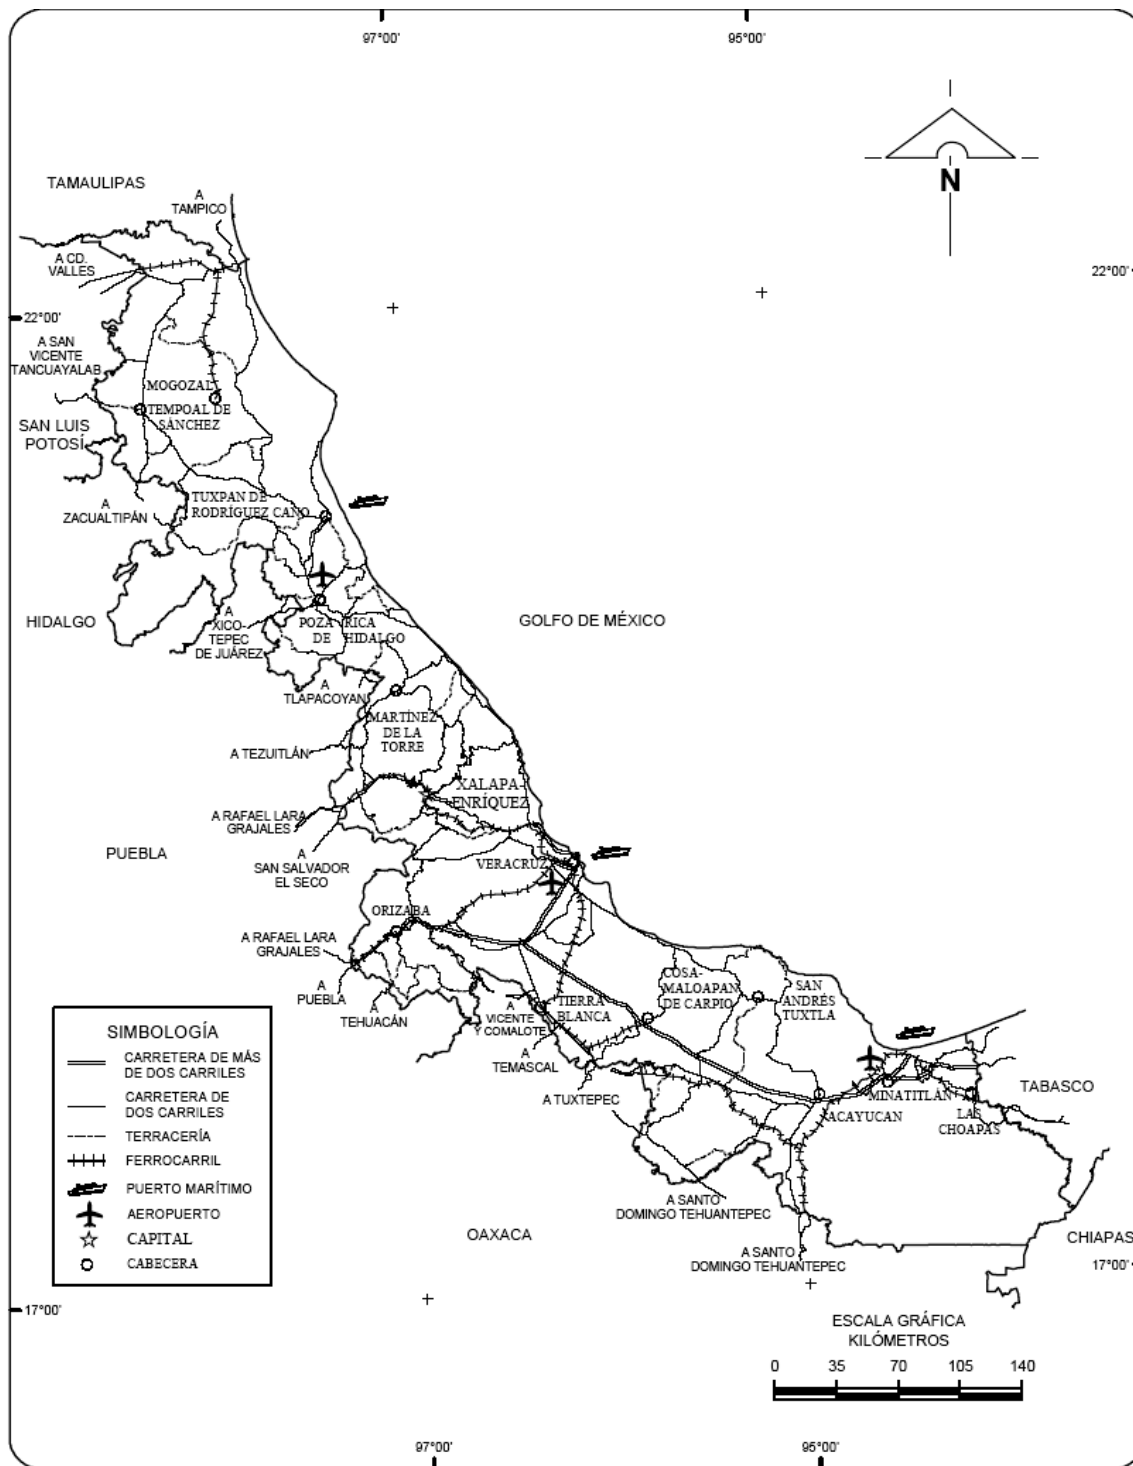 97°00'
95°00'
N
TAMAULIPAS
A
TAMPICO
A CD.
VALLES
22°00'
22°00'
A SAN
VICENTE
TANCUAYALAB
MOGOZAL
TEMPOAL DE
SÁNCHEZ
SAN LUIS
POTOSÍ
A
ZACUALTIPÁN
TUXPAN DE
RODRÍGUEZ CANO
HIDALGO
A
XICO-
TEPEC
DE JUÁREZ
POZA RICA
DE HIDALGO
GOLFO DE MÉXICO
A
TLAPACOYAN
MARTÍNEZ
DE LA
TORRE
A TEZUITLÁN
XALAPA-
ENRÍQUEZ
A RAFAEL LARA
GRAJALES
A
SAN SALVADOR
EL SECO
PUEBLA
VERACRUZ
ORIZABA
A RAFAEL LARA
GRAJALES
A
PUEBLA
A
TEHUACÁN
A
VICENTE
Y COMALOTE
TIERRA
BLANCA
COSA-
MALOAPAN
DE CARPIO
SAN
ANDRÉS
TUXTLA
A
TEMASCAL
A TUXTEPEC
MINATITLÁN
ACAYUCAN
LAS
CHOAPAS
TABASCO
A SANTO
DOMINGO TEHUANTEPEC
A SANTO
DOMINGO TEHUANTEPEC
OAXACA
CHIAPAS
17°00'
17°00'
SIMBOLOGÍA
CARRETERA DE MÁS
DE DOS CARRILES
CARRETERA DE
DOS CARRILES
TERRACERÍA
FERROCARRIL
PUERTO MARÍTIMO
AEROPUERTO
CAPITAL
CABECERA
ESCALA GRÁFICA
KILÓMETROS
0 35 70 105 140
97°00'
95°00'